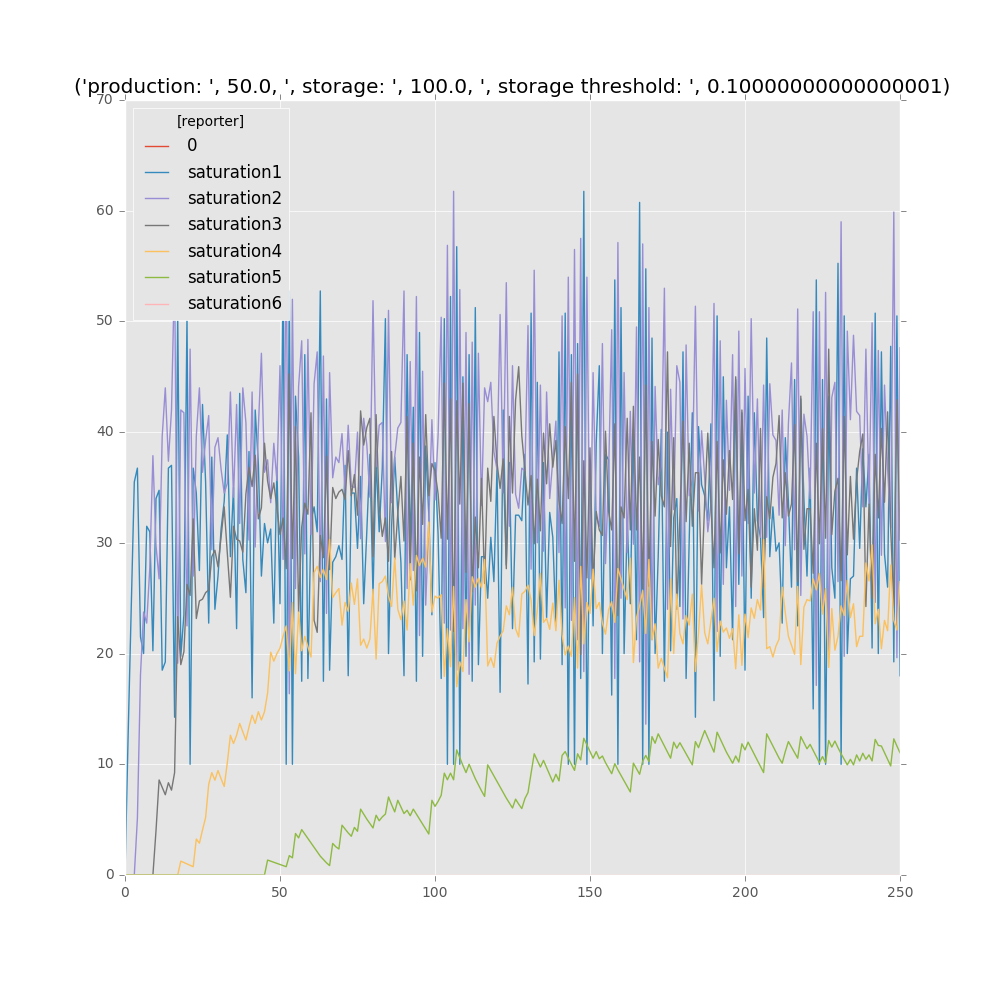 ('production: ', 50.0, ', storage: ', 100.0, ', storage threshold: ', 0.10000000000000001)
70
60
50
40
30
20
10
0
[reporter]
0
saturation1
saturation2
saturation3
saturation4
saturation5
saturation6
0
50
100
150
200
250